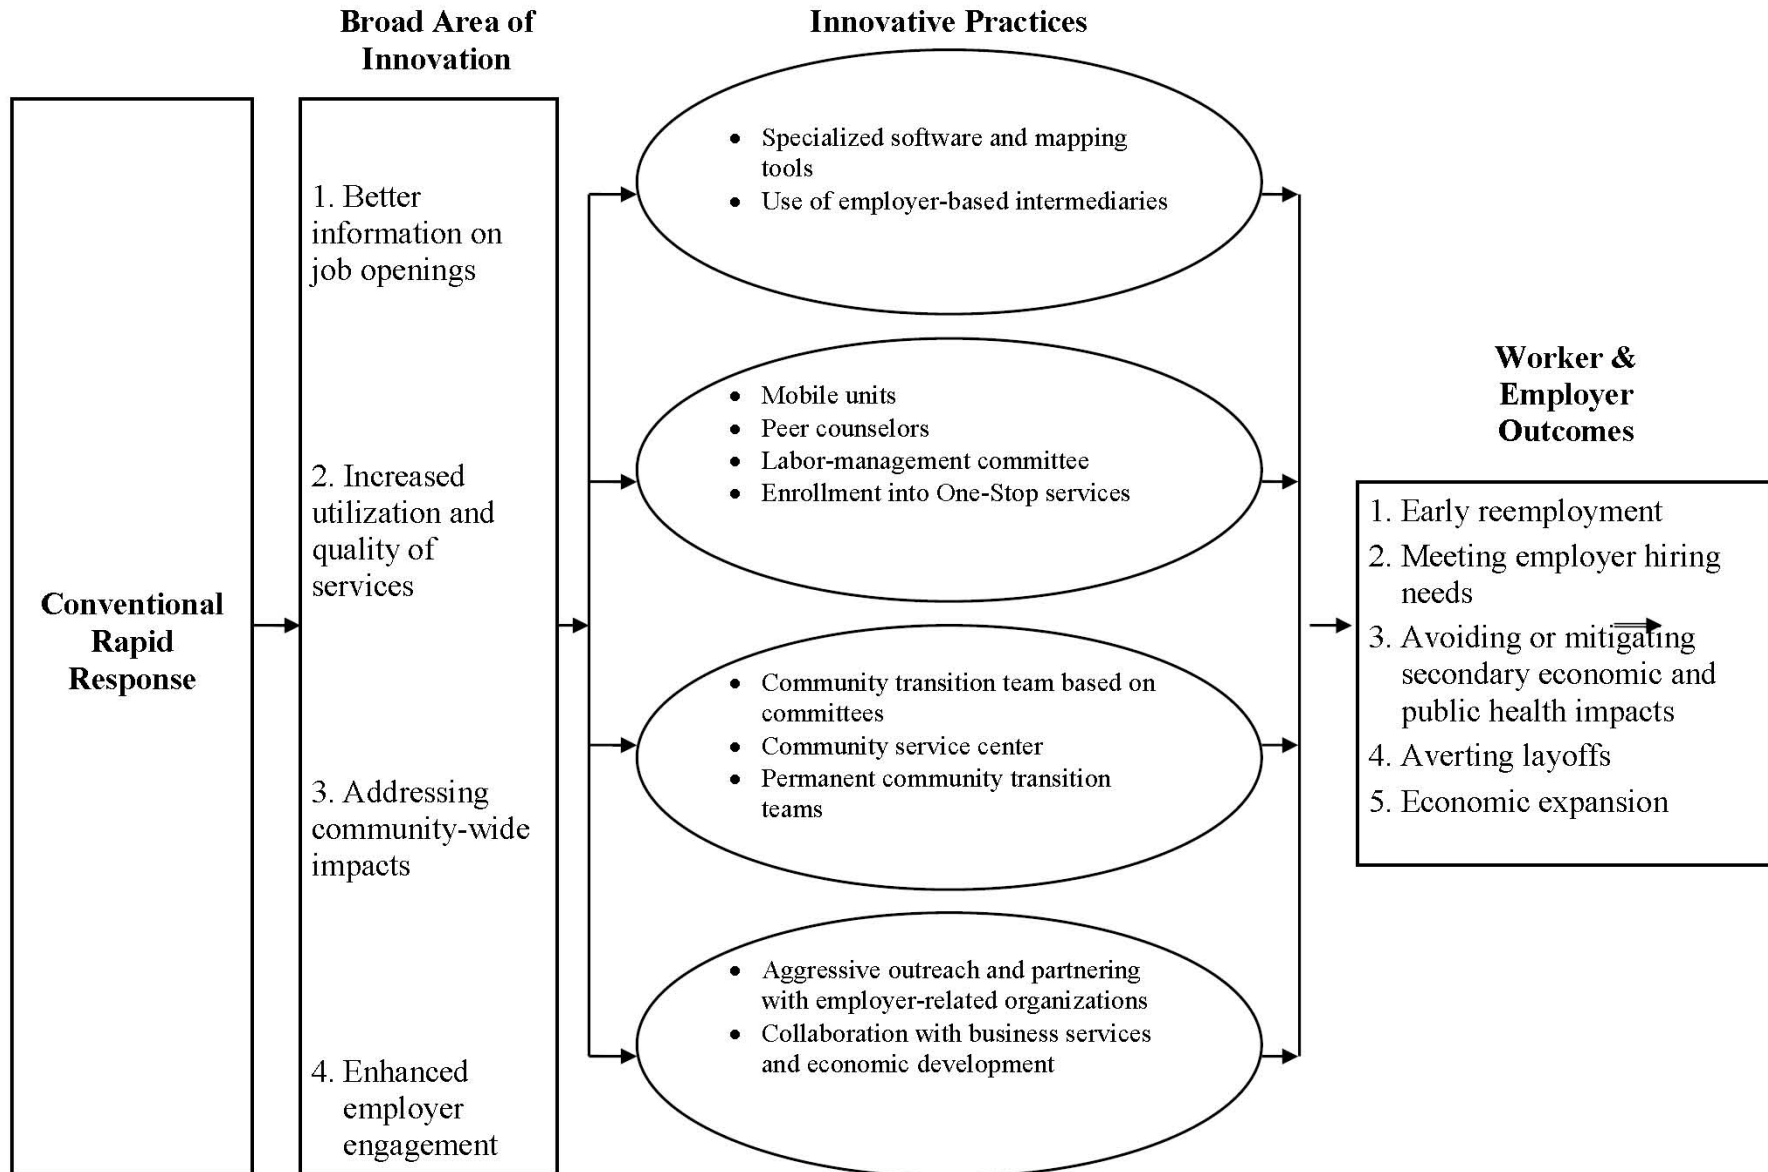 Broad Area of
Innovation
Innovative Practices
Conventional
Rapid
Response
1. Better
information on
job openings
2. Increased
utilization and
quality of
services
3. Addressing
community-wide
impacts
4. Enhanced
employer
engagement
• Specialized software and mapping
tools
• Use of employer-based intermediaries
• Mobile units
• Peer counselors
• Labor-management committee
• Enrollment into One-Stop services
• Community transition team based on
committees
• Community service center
• Permanent community transition
teams
• Aggressive outreach and partnering
with employer-related organizations
• Collaboration with business services
and economic development
Worker &
Employer
Outcomes
1. Early reemployment
2. Meeting employer hiring
needs
3. Avoiding or mitigating
secondary economic and
public health impacts
4. Averting layoffs
5. Economic expansion